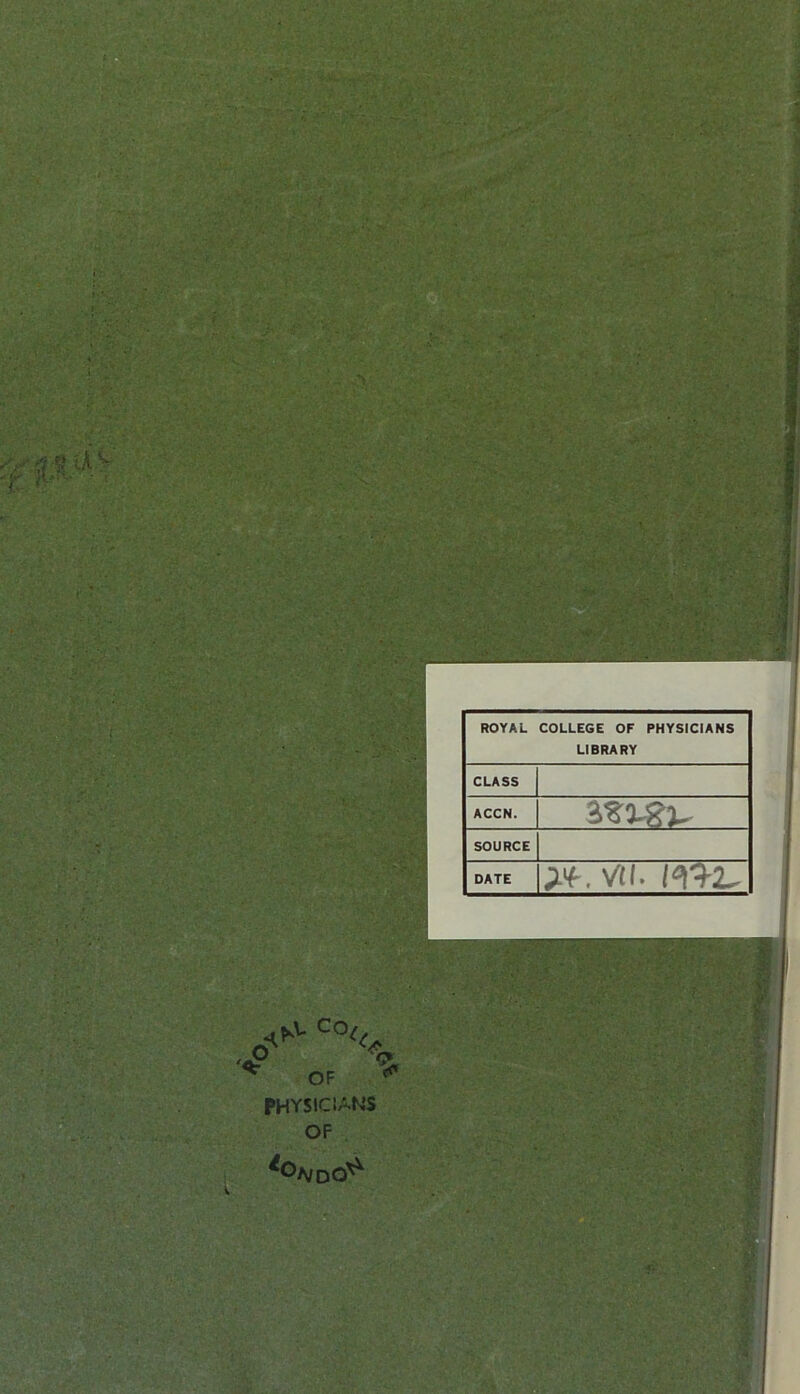 ROYAL COLLEGE OF PHYSICIANS
LIBRARY
CLASS
ACCN. 38282
SOURCE
DATE 24. VII. 1972
ROYAL COLLEGE
OF
PHYSICIANS
OF
LONDON